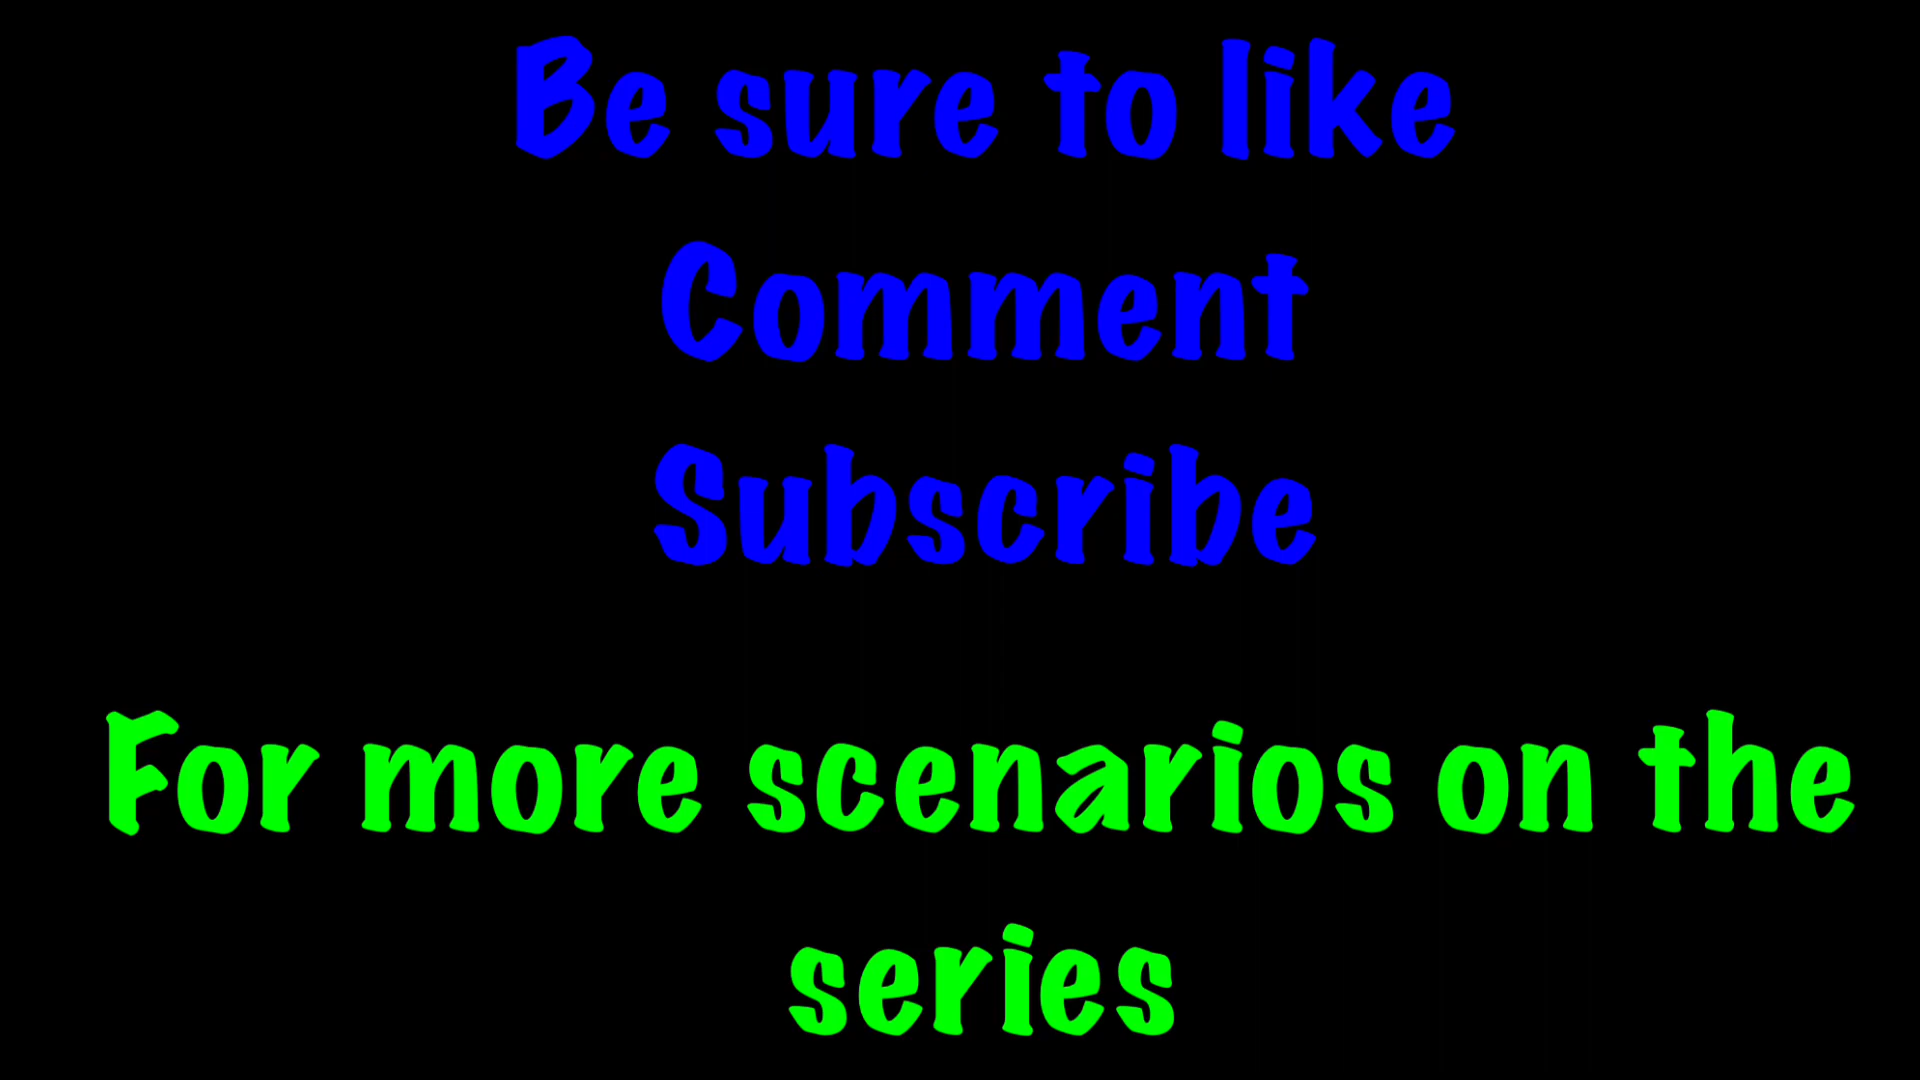 Be sure to like
Comment
Subscribe
For more scenarios on the
series